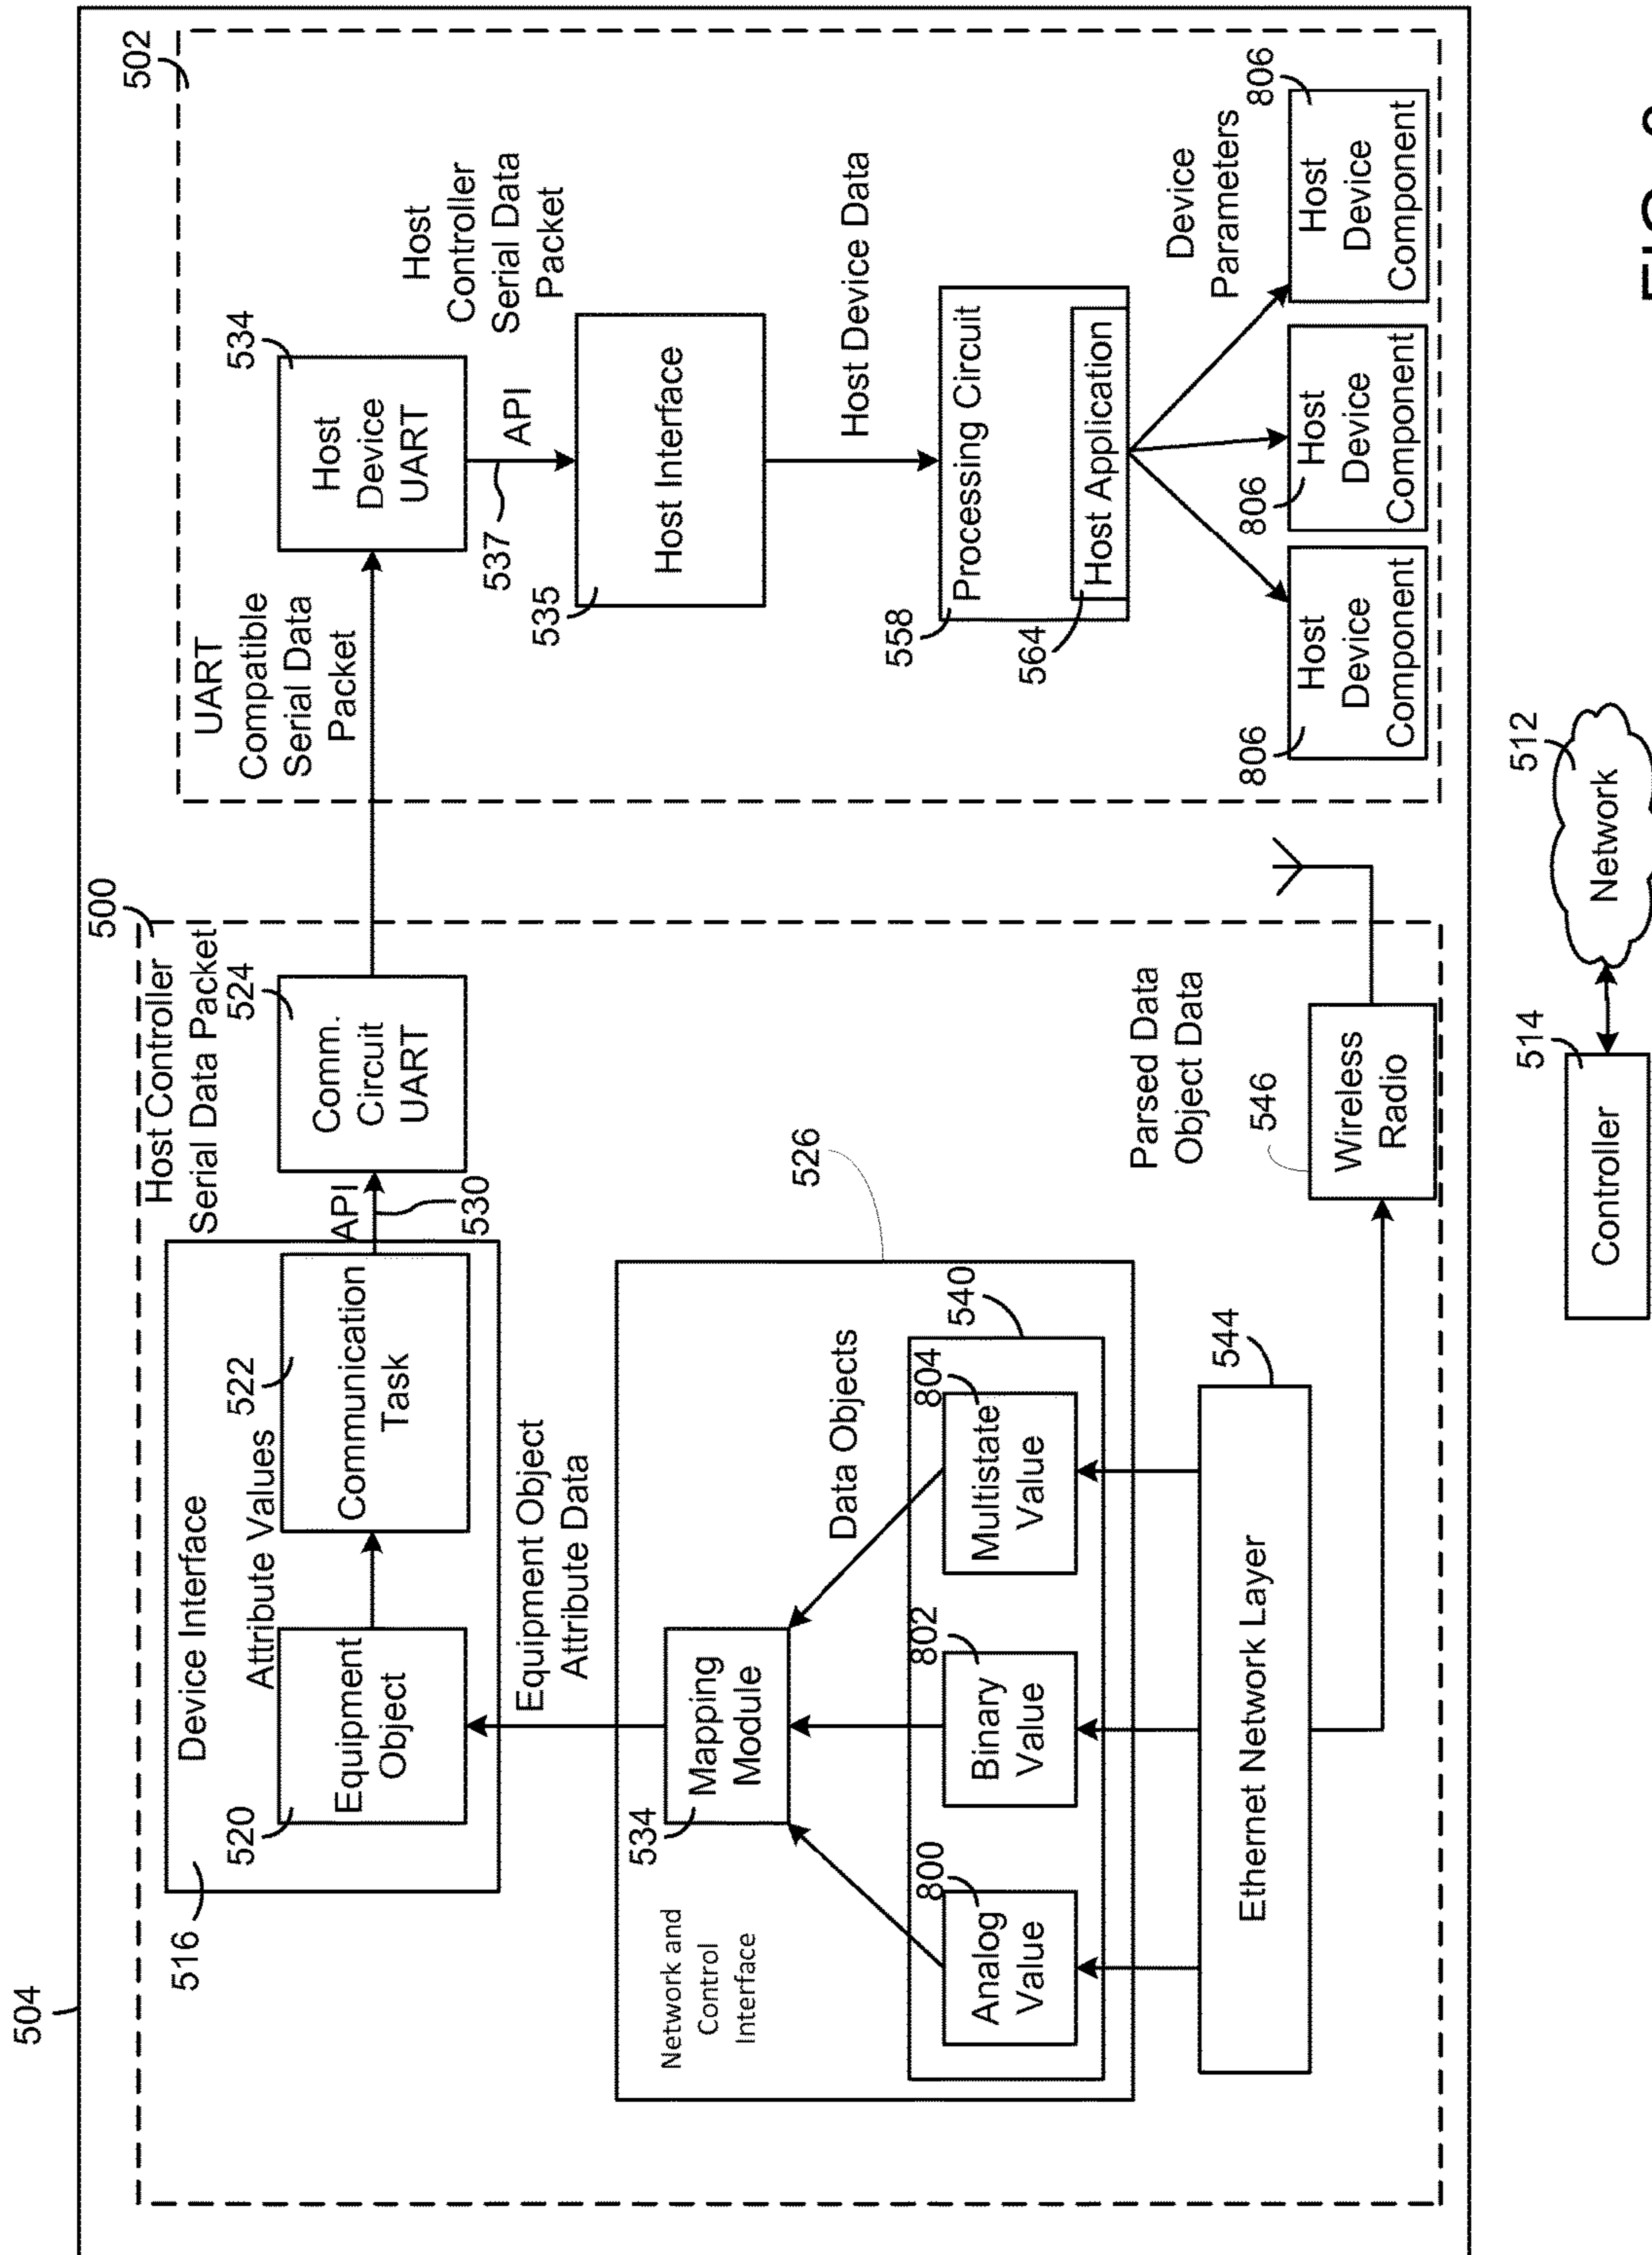 504
500
502
516
Device Interface
Attribute Values
520
Equipment
Object
522
Communication
Task
Host Controller
Serial Data Packet
API
530
524
Comm.
Circuit
UART
UART
Compatible
Serial Data
Packet
534
Host
Device
UART
537
API
Host
Controller
Serial Data
Packet
535
Host Interface
Host Device Data
558
Processing Circuit
564
Host Application
Device
Parameters
806
Host
Device
Component
806
Host
Device
Component
806
Host
Device
Component
Equipment Object
Attribute Data
526
Network and
Control
Interface
534
Mapping
Module
Data Objects
540
800
Analog
Value
802
Binary
Value
804
Multistate
Value
544
Ethernet Network Layer
Parsed Data
Object Data
546
Wireless
Radio
514
Controller
512
Network
FIG.